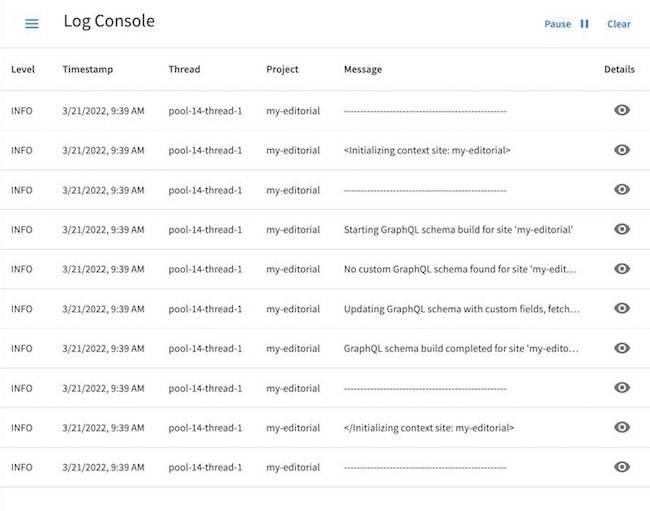 Log Console
Pause Clear
Level Timestamp Thread Project Message Details
INFO 3/21/2022, 9:39 AM pool-14-thread-1 my-editorial --------------------------------------------------
INFO 3/21/2022, 9:39 AM pool-14-thread-1 my-editorial <Initializing context site: my-editorial>
INFO 3/21/2022, 9:39 AM pool-14-thread-1 my-editorial --------------------------------------------------
INFO 3/21/2022, 9:39 AM pool-14-thread-1 my-editorial Starting GraphQL schema build for site 'my-editorial'
INFO 3/21/2022, 9:39 AM pool-14-thread-1 my-editorial No custom GraphQL schema found for site 'my-edit…
INFO 3/21/2022, 9:39 AM pool-14-thread-1 my-editorial Updating GraphQL schema with custom fields, fetch…
INFO 3/21/2022, 9:39 AM pool-14-thread-1 my-editorial GraphQL schema build completed for site 'my-edito…
INFO 3/21/2022, 9:39 AM pool-14-thread-1 my-editorial --------------------------------------------------
INFO 3/21/2022, 9:39 AM pool-14-thread-1 my-editorial </Initializing context site: my-editorial>
INFO 3/21/2022, 9:39 AM pool-14-thread-1 my-editorial --------------------------------------------------